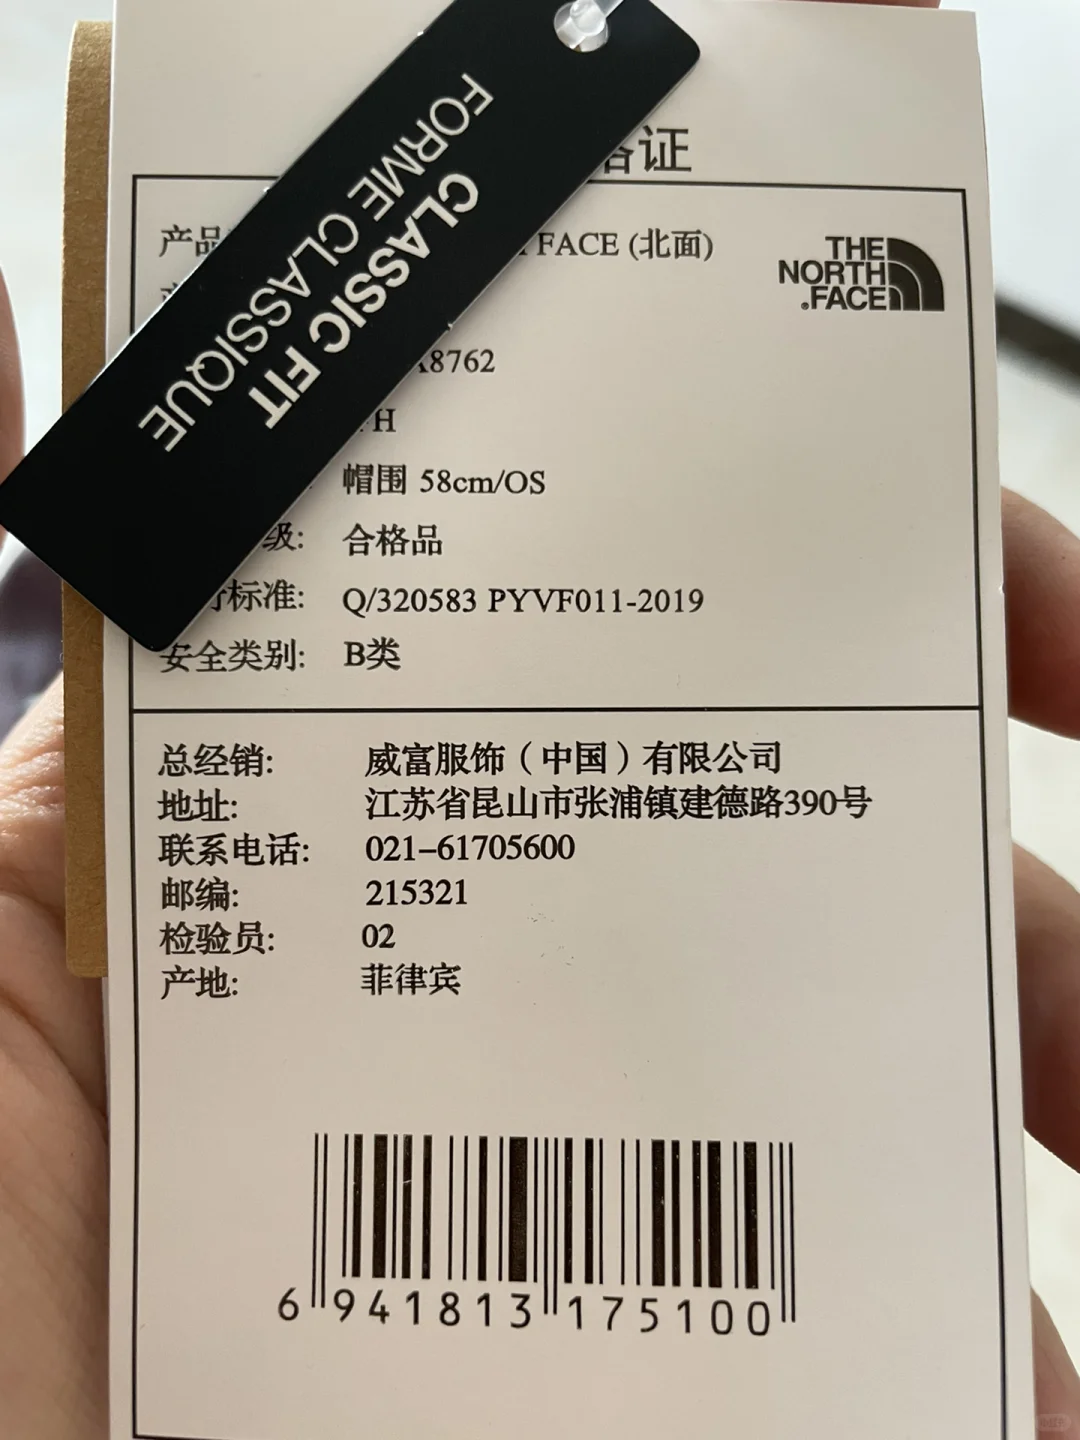 FORME CLASSIQUE
CLASSIC FIT
格证
产品
FACE (北面)
THE
NORTH
FACE
8762
H
帽围 58cm/OS
级: 合格品
标准: Q/320583 PYVF011-2019
安全类别: B类
总经销: 威富服饰（中国）有限公司
地址: 江苏省昆山市张浦镇建德路390号
联系电话: 021-61705600
邮编: 215321
检验员: 02
产地: 菲律宾
6 941813 175100